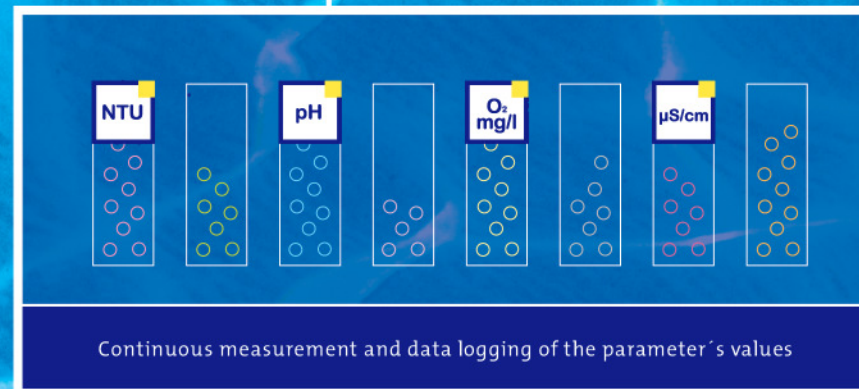 NTU
pH
O₂
mg/l
µS/cm
Continuous measurement and data logging of the parameter´s values